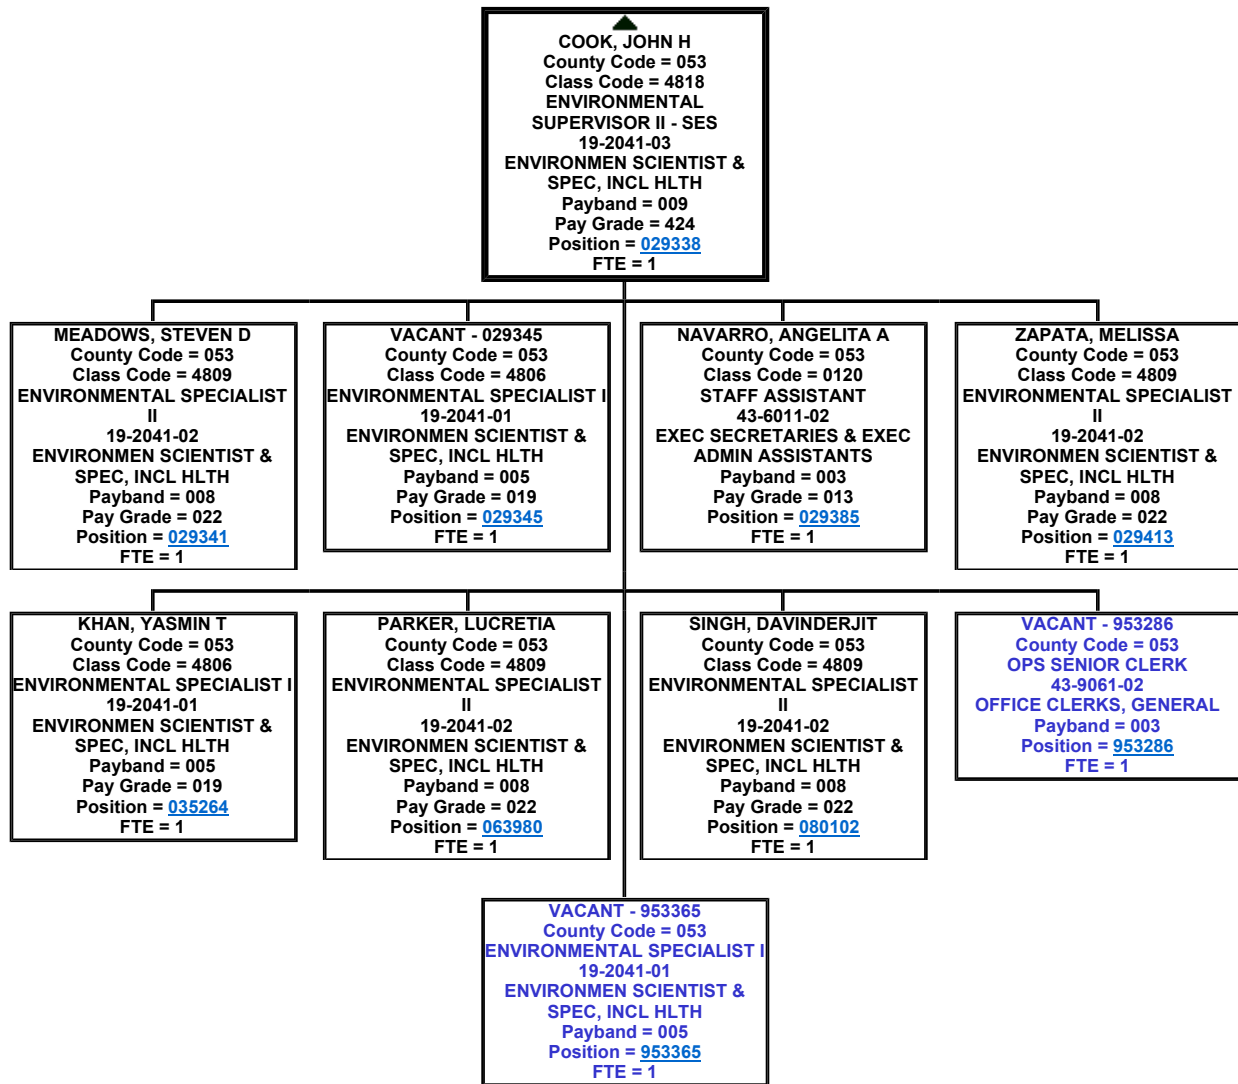 COOK, JOHN H
County Code = 053
Class Code = 4818
ENVIRONMENTAL
SUPERVISOR II - SES
19-2041-03
ENVIRONMEN SCIENTIST &
SPEC, INCL HLTH
Payband = 009
Pay Grade = 424
Position = 029338
FTE = 1
MEADOWS, STEVEN D
County Code = 053
Class Code = 4809
ENVIRONMENTAL SPECIALIST
II
19-2041-02
ENVIRONMEN SCIENTIST &
SPEC, INCL HLTH
Payband = 008
Pay Grade = 022
Position = 029341
FTE = 1
VACANT - 029345
County Code = 053
Class Code = 4806
ENVIRONMENTAL SPECIALIST I
19-2041-01
ENVIRONMEN SCIENTIST &
SPEC, INCL HLTH
Payband = 005
Pay Grade = 019
Position = 029345
FTE = 1
NAVARRO, ANGELITA A
County Code = 053
Class Code = 0120
STAFF ASSISTANT
43-6011-02
EXEC SECRETARIES & EXEC
ADMIN ASSISTANTS
Payband = 003
Pay Grade = 013
Position = 029385
FTE = 1
ZAPATA, MELISSA
County Code = 053
Class Code = 4809
ENVIRONMENTAL SPECIALIST
II
19-2041-02
ENVIRONMEN SCIENTIST &
SPEC, INCL HLTH
Payband = 008
Pay Grade = 022
Position = 029413
FTE = 1
KHAN, YASMIN T
County Code = 053
Class Code = 4806
ENVIRONMENTAL SPECIALIST I
19-2041-01
ENVIRONMEN SCIENTIST &
SPEC, INCL HLTH
Payband = 005
Pay Grade = 019
Position = 035264
FTE = 1
PARKER, LUCRETIA
County Code = 053
Class Code = 4809
ENVIRONMENTAL SPECIALIST
II
19-2041-02
ENVIRONMEN SCIENTIST &
SPEC, INCL HLTH
Payband = 008
Pay Grade = 022
Position = 063980
FTE = 1
SINGH, DAVINDERJIT
County Code = 053
Class Code = 4809
ENVIRONMENTAL SPECIALIST
II
19-2041-02
ENVIRONMEN SCIENTIST &
SPEC, INCL HLTH
Payband = 008
Pay Grade = 022
Position = 080102
FTE = 1
VACANT - 953286
County Code = 053
OPS SENIOR CLERK
43-9061-02
OFFICE CLERKS, GENERAL
Payband = 003
Position = 953286
FTE = 1
VACANT - 953365
County Code = 053
ENVIRONMENTAL SPECIALIST I
19-2041-01
ENVIRONMEN SCIENTIST &
SPEC, INCL HLTH
Payband = 005
Position = 953365
FTE = 1